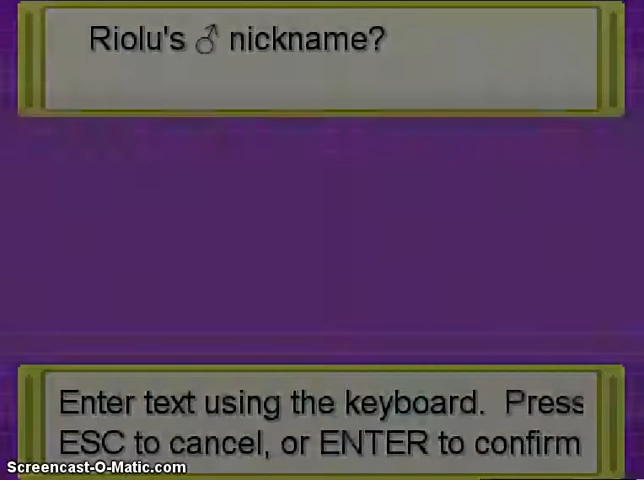 Riolu's ♂ nickname?
Enter text using the keyboard. Press
ESC to cancel, or ENTER to confirm
Screencast-O-Matic.com